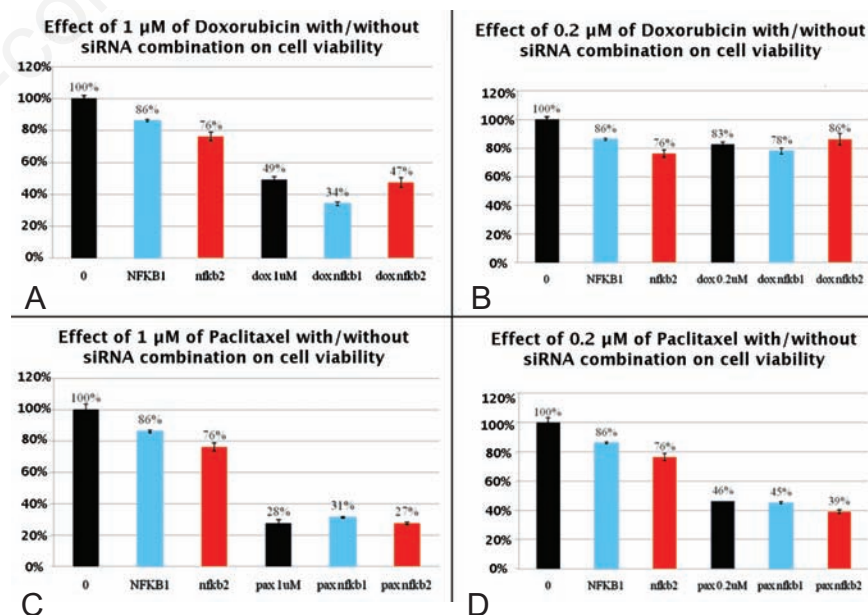 Effect of 1 µM of Doxorubicin with/without
siRNA combination on cell viability
120%
100%
80%
60%
40%
20%
0%
100%
86%
76%
49%
34%
47%
0
NFKB1
nfkb2
dox 1uM
dox nfkb1
dox nfkb2
A
Effect of 0.2 µM of Doxorubicin with/without
siRNA combination on cell viability
120%
100%
80%
60%
40%
80%
0%
100%
86%
76%
83%
78%
86%
0
NFKB1
nfkb2
dox 0.2uM
dox nfkb1
dox nfkb2
B
Effect of 1 µM of Paclitaxel with/without
siRNA combination on cell viability
120%
100%
80%
60%
40%
20%
0%
100%
86%
76%
28%
31%
27%
0
NFKB1
nfkb2
pax 1uM
pax nfkb1
pax nfkb2
C
Effect of 0.2 µM of Paclitaxel with/without
siRNA combination on cell viability
120%
100%
80%
60%
40%
80%
0%
100%
86%
76%
46%
45%
39%
0
NFKB1
nfkb2
pax 0.2uM
pax nfkb1
pax nfkb2
D